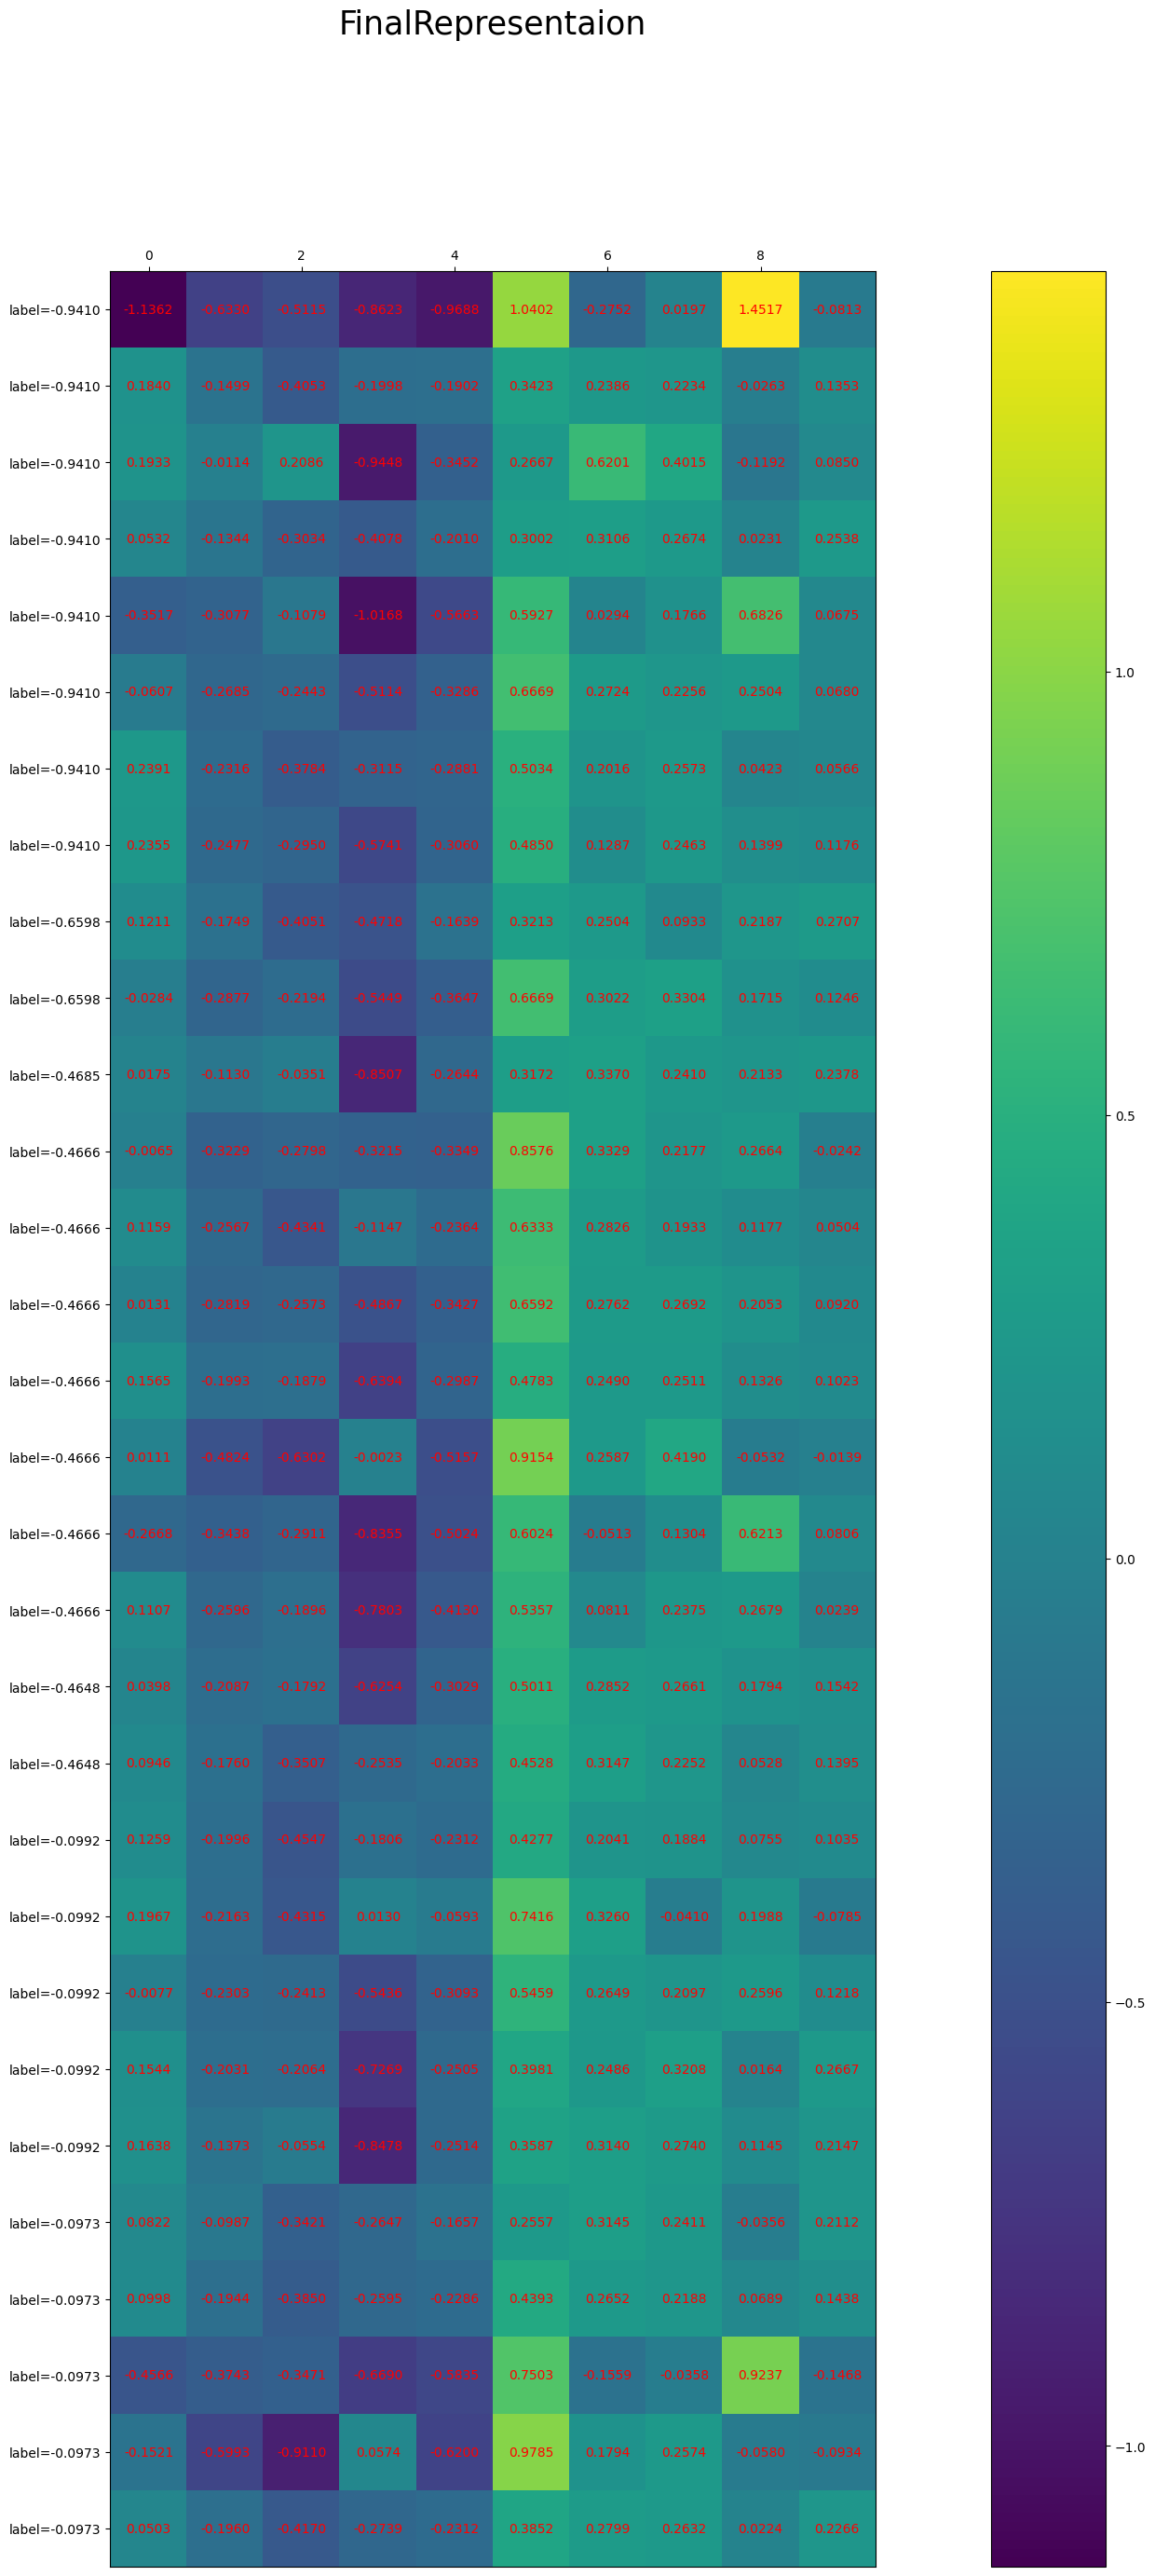 FinalRepresentaion
0 2 4 6 8
label=-0.9410 -1.1362 -0.8623 -0.9688 1.0402 -0.2752 0.0197 1.4517 -0.0813
label=-0.9410 0.1840 -0.1499 -0.4053 -0.1998 -0.1902 0.3423 0.2386 0.2234 -0.0263 0.1353
label=-0.9410 0.1933 -0.0114 0.2086 -0.9448 -0.3452 0.2667 0.6201 0.4015 -0.1192 0.0850
label=-0.9410 0.0532 -0.1344 -0.3034 -0.4078 -0.2010 0.3002 0.3106 0.2674 0.0231 0.2538
label=-0.9410 -0.3517 -0.3077 -0.1079 -1.0168 0.5927 0.0294 0.1766 0.6826 0.0675
label=-0.9410 -0.0607 -0.2685 -0.2443 -0.5114 -0.3286 0.6669 0.2724 0.2256 0.2504 0.0680
1.0
label=-0.9410 0.2391 -0.2316 -0.3784 -0.3115 -0.2881 0.5034 0.2016 0.2573 0.0423 0.0566
label=-0.9410 0.2355 -0.2477 -0.2950 -0.5741 -0.3060 0.4850 0.1287 0.2463 0.1399 0.1176
label=-0.6598 0.1211 -0.1749 -0.4051 -0.4718 -0.1639 0.3213 0.2504 0.0933 0.2187 0.2707
label=-0.6598 -0.0284 -0.2877 -0.2194 -0.5449 -0.3647 0.6669 0.3022 0.3304 0.1715 0.1246
label=-0.4685 0.0175 -0.1130 -0.0351 -0.8507 -0.2644 0.3172 0.3370 0.2410 0.2133 0.2378
0.5
label=-0.4666 -0.0065 -0.3229 -0.2798 -0.3215 -0.3349 0.8576 0.3329 0.2177 0.2664 -0.0242
label=-0.4666 0.1159 -0.2567 -0.4341 -0.1147 -0.2364 0.6333 0.2826 0.1933 0.1177 0.0504
label=-0.4666 0.0131 -0.2819 -0.2573 -0.4867 -0.3427 0.6592 0.2762 0.2692 0.2053 0.0920
label=-0.4666 0.1565 -0.1993 -0.1879 -0.2987 0.4783 0.2490 0.2511 0.1326 0.1023
label=-0.4666 0.0111 -0.4824 -0.0023 -0.5157 0.9154 0.2587 0.4190 -0.0532 -0.0139
label=-0.4666 -0.2668 -0.3438 -0.2911 -0.8355 -0.5024 0.6024 -0.0513 0.1304 0.6213 0.0806
0.0
label=-0.4666 0.1107 -0.2596 -0.1896 -0.7803 -0.4130 0.5357 0.0811 0.2375 0.2679 0.0239
label=-0.4648 0.0398 -0.2087 -0.1792 -0.6254 -0.3029 0.5011 0.2852 0.2661 0.1794 0.1542
label=-0.4648 0.0946 -0.1760 -0.3507 -0.2535 -0.2033 0.4528 0.3147 0.2252 0.0528 0.1395
label=-0.0992 0.1259 -0.1996 -0.4547 -0.1806 -0.2312 0.4277 0.2041 0.1884 0.0755 0.1035
label=-0.0992 0.1967 -0.2163 -0.4315 0.0130 -0.0593 0.7416 0.3260 -0.0410 0.1988 -0.0785
label=-0.0992 -0.0077 -0.2303 -0.2413 -0.3093 0.5459 0.2649 0.2097 0.2596 0.1218
−0.5
label=-0.0992 0.1544 -0.2031 -0.2064 -0.7269 -0.2505 0.3981 0.2486 0.3208 0.0164 0.2667
label=-0.0992 0.1638 -0.1373 -0.0554 -0.8478 -0.2514 0.3587 0.3140 0.2740 0.1145 0.2147
label=-0.0973 0.0822 -0.0987 -0.3421 -0.2647 -0.1657 0.2557 0.3145 0.2411 -0.0356 0.2112
label=-0.0973 0.0998 -0.1944 -0.3850 -0.2595 -0.2286 0.4393 0.2652 0.2188 0.0689 0.1438
label=-0.0973 -0.4566 -0.3743 -0.3471 0.7503 -0.1559 -0.0358 0.9237 -0.1468
label=-0.0973 -0.1521 -0.9110 0.0574 0.9785 0.1794 0.2574 -0.0580 -0.0934
−1.0
label=-0.0973 0.0503 -0.1960 -0.4170 -0.2739 -0.2312 0.3852 0.2799 0.2632 0.0224 0.2266